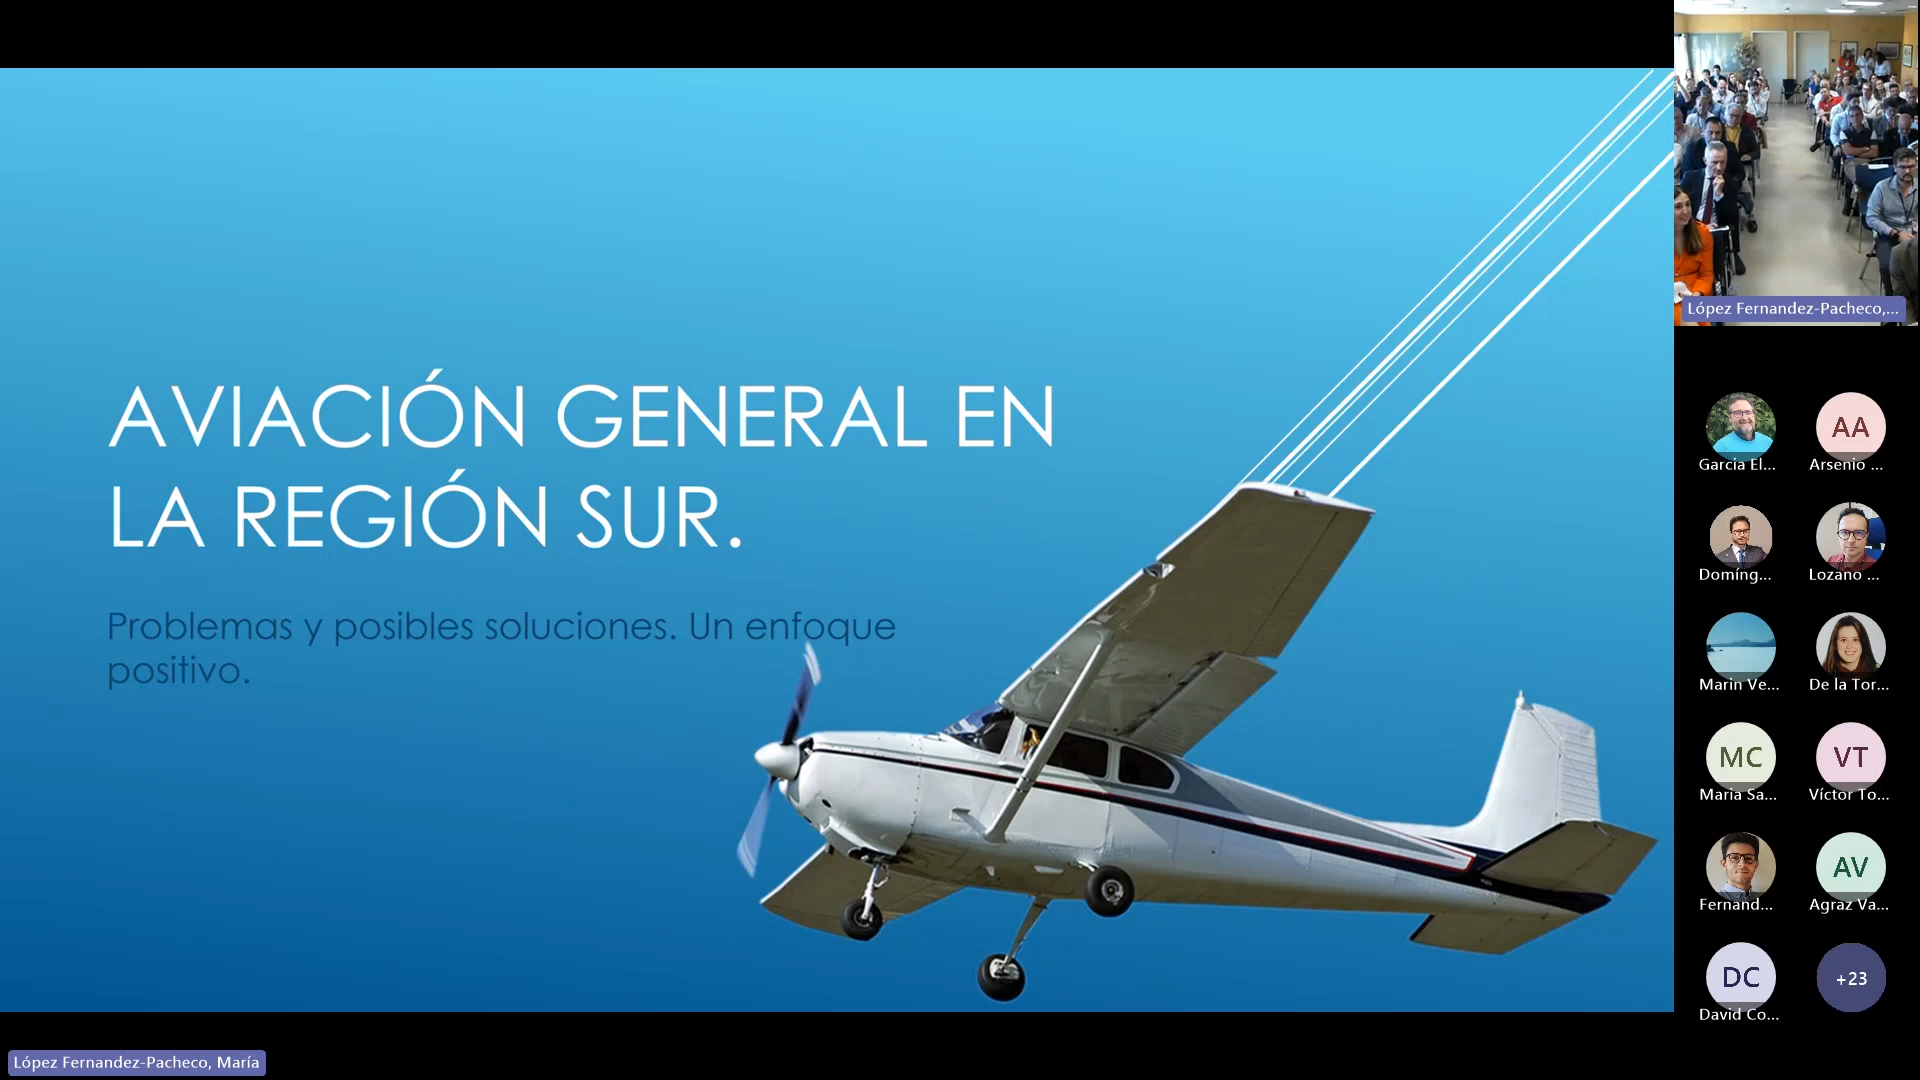 AVIACIÓN GENERAL EN
LA REGIÓN SUR.
Problemas y posibles soluciones. Un enfoque
positivo.
López Fernandez-Pacheco,...
Garcia El...
AA
Arsenio ...
Domíng...
Lozano ...
Marin Ve...
De la Tor...
MC
Maria Sa...
VT
Víctor To...
Fernand...
AV
Agraz Va...
DC
David Co...
+23
López Fernandez-Pacheco, María